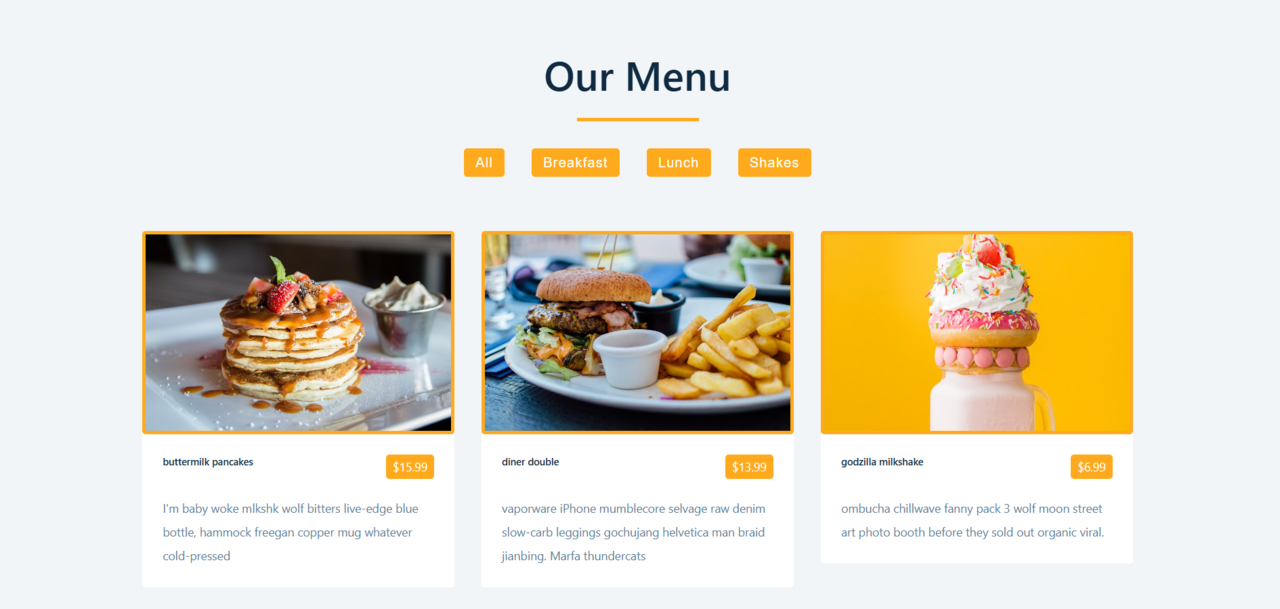 Our Menu
All Breakfast Lunch Shakes
buttermilk pancakes $15.99
I'm baby woke mlkshk wolf bitters live-edge blue
bottle, hammock freegan copper mug whatever
cold-pressed
diner double $13.99
vaporware iPhone mumblecore selvage raw denim
slow-carb leggings gochujang helvetica man braid
jianbing. Marfa thundercats
godzilla milkshake $6.99
ombucha chillwave fanny pack 3 wolf moon street
art photo booth before they sold out organic viral.